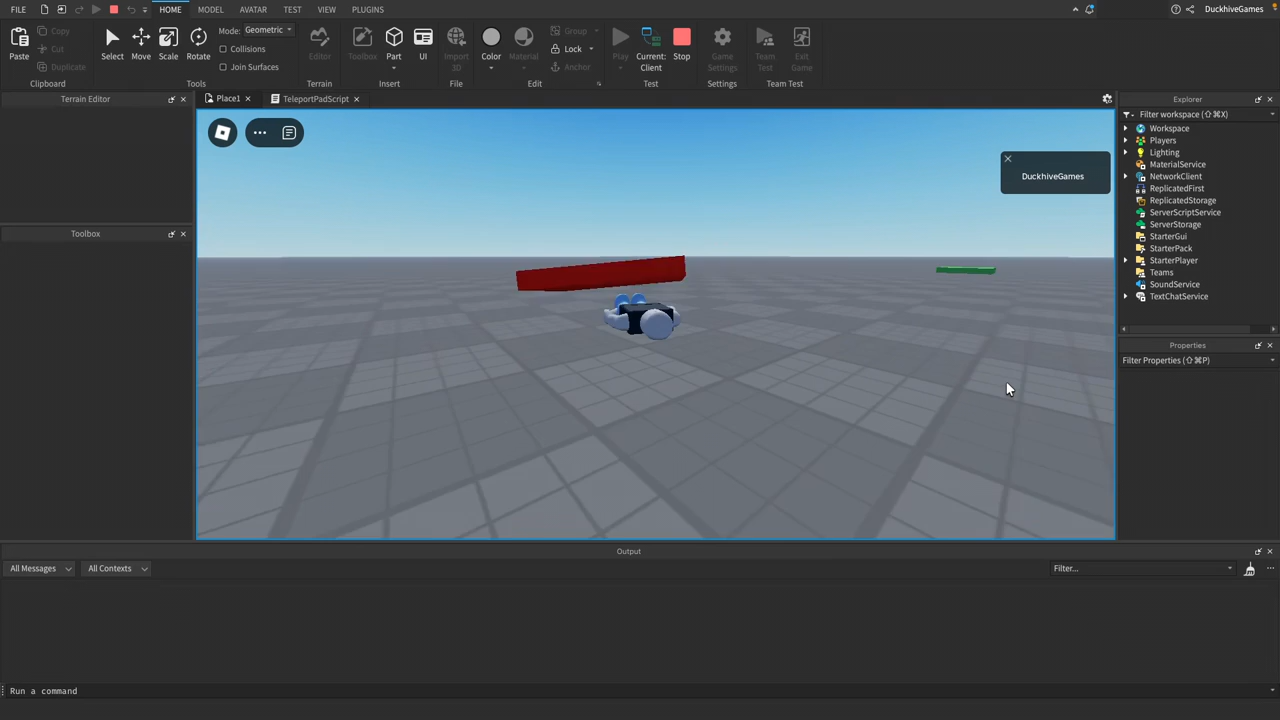 FILE HOME MODEL AVATAR TEST VIEW PLUGINS DuckhiveGames
Paste Copy Cut Duplicate
Select Move Scale Rotate
Mode: Geometric
Collisions
Join Surfaces
Editor Toolbox Part UI Import
3D
Color Material
Group
Lock
Anchor
Play Current:
Client Stop
Game
Settings Team
Test Exit
Game
Clipboard Tools Terrain Insert File Edit Test Settings Team Test
Terrain Editor
Toolbox
Place1 TeleportPadScript
DuckhiveGames
Explorer
Filter workspace (⇧⌘X)
Workspace
Players
Lighting
MaterialService
NetworkClient
ReplicatedFirst
ReplicatedStorage
ServerScriptService
ServerStorage
StarterGui
StarterPack
StarterPlayer
Teams
SoundService
TextChatService
Properties
Filter Properties (⇧⌘P)
Output
All Messages All Contexts Filter...
Run a command